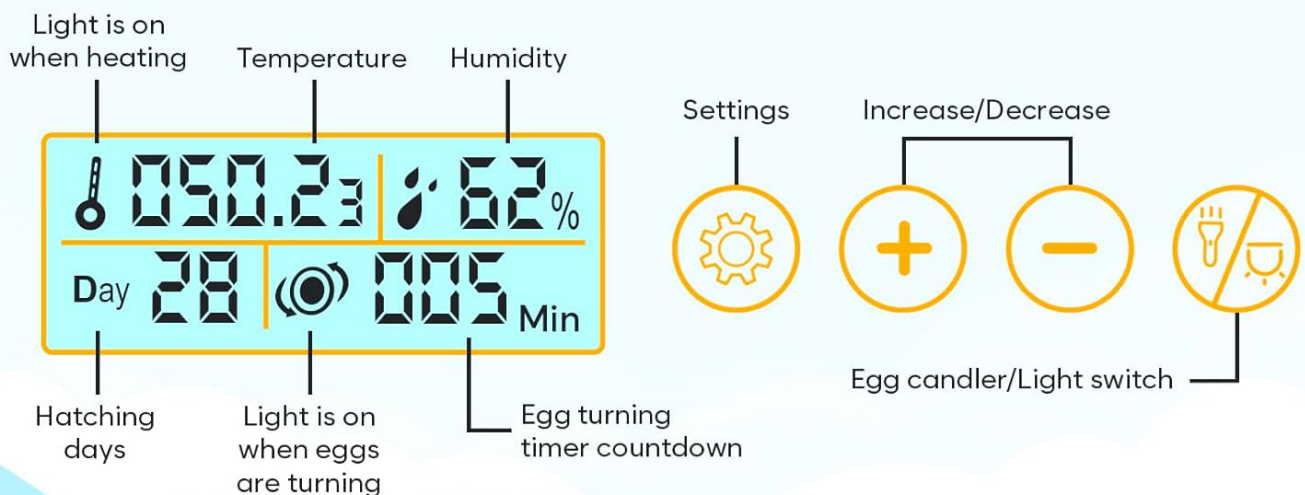 Light is on
when heating
Temperature
Humidity
Settings
Increase/Decrease
050.23
62%
Day 28
005 Min
Egg candler/Light switch
Hatching
days
Light is on
when eggs
are turning
Egg turning
timer countdown